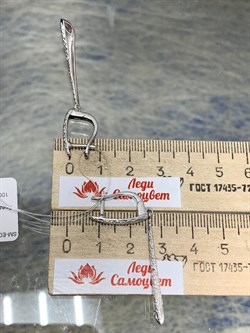 0 1 2 3 4 5 6
Леди
Самоцвет
ГОСТ 17435-72
0 1 2 3 4 5
Леди
Самоцвет
ГОСТ 17435-7